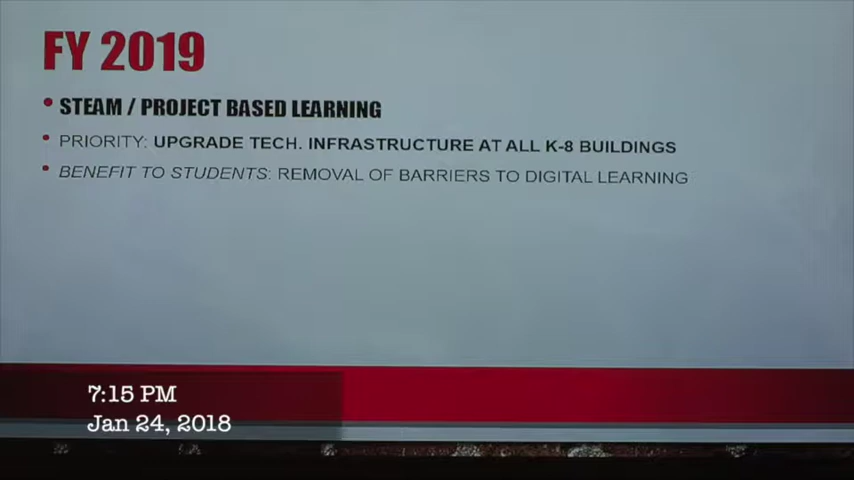 FY 2019
STEAM / PROJECT BASED LEARNING
PRIORITY: UPGRADE TECH. INFRASTRUCTURE AT ALL K-8 BUILDINGS
BENEFIT TO STUDENTS: REMOVAL OF BARRIERS TO DIGITAL LEARNING
7:15 PM
Jan 24, 2018